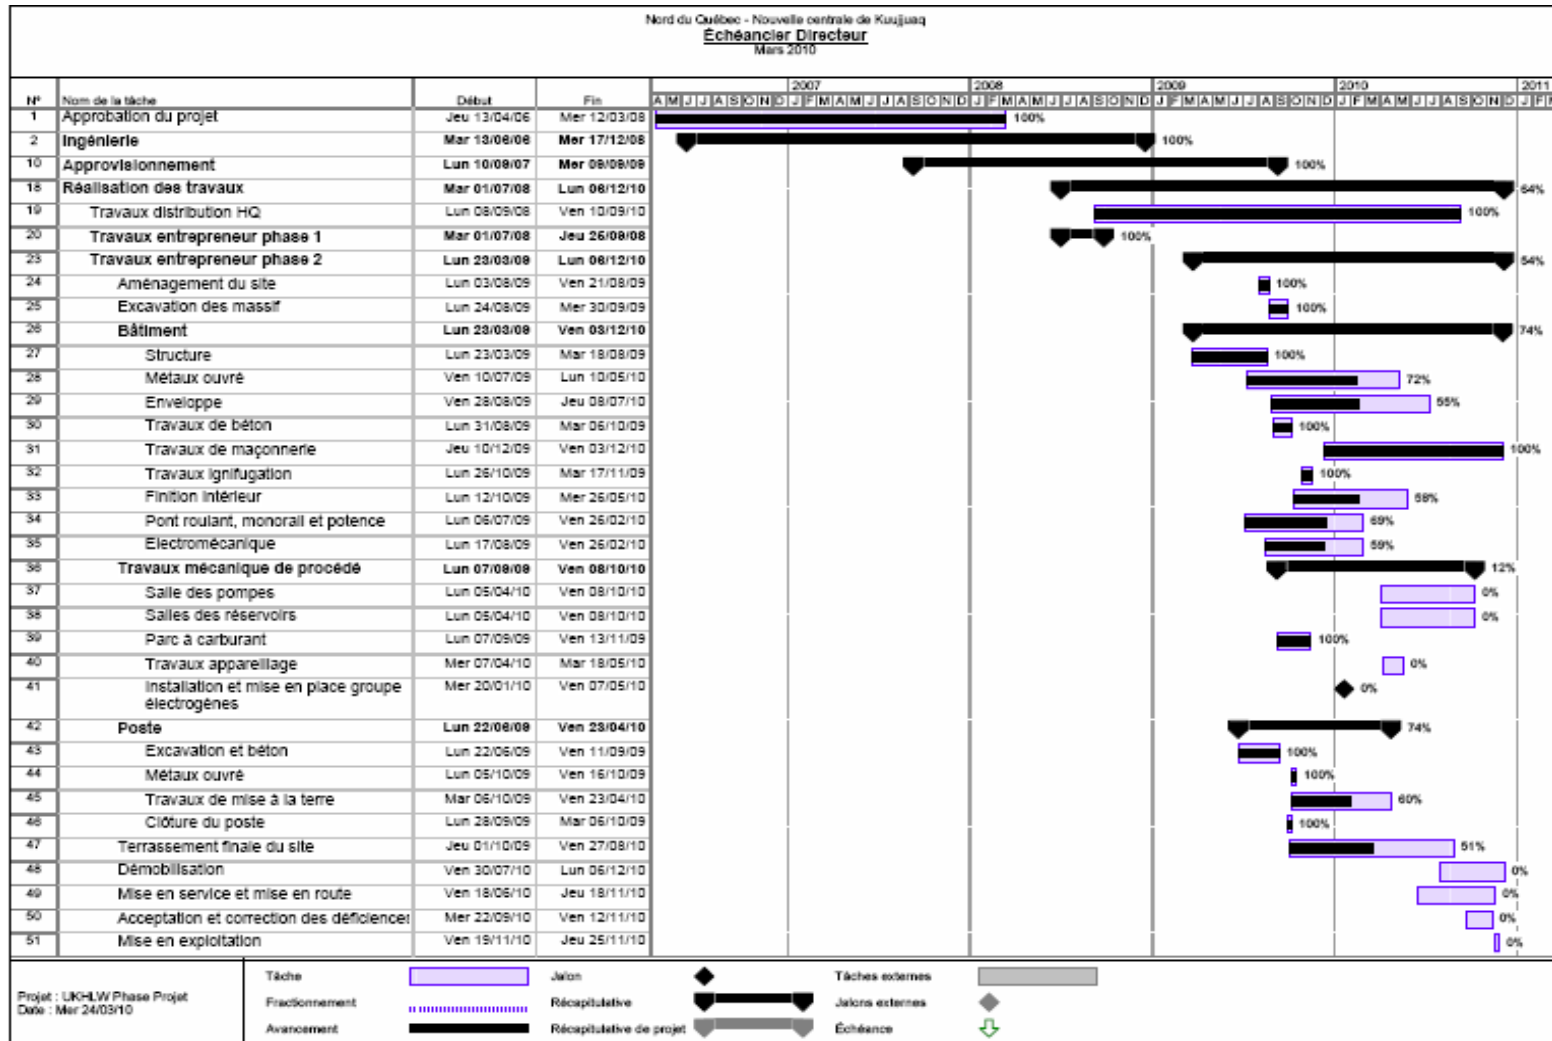 Nord du Québec - Nouvelle centrale de Kuujjuaq
Échéancier Directeur
Mars 2010
2007 2008 2009 2010 2011
N° Nom de la tâche Début Fin A M J J A S O N D J F M A M J J A S O N D J F M A M J J A S O N D J F M A M J J A S O N D J F M A M J J A S O N D J F M
1 Approbation du projet Jeu 13/04/06 Mer 12/03/08 100%
2 Ingénierie Mar 13/06/06 Mer 17/12/08 100%
10 Approvisionnement Lun 10/09/07 Mer 09/09/09 100%
18 Réalisation des travaux Mar 01/07/08 Lun 06/12/10 64%
19 Travaux distribution HQ Lun 08/09/08 Ven 10/09/10 100%
20 Travaux entrepreneur phase 1 Mar 01/07/08 Jeu 25/09/08 100%
23 Travaux entrepreneur phase 2 Lun 23/03/09 Lun 06/12/10 54%
24 Aménagement du site Lun 03/08/09 Ven 21/08/09 100%
25 Excavation des massif Lun 24/08/09 Mer 30/09/09 100%
26 Bâtiment Lun 23/03/09 Ven 03/12/10 74%
27 Structure Lun 23/03/09 Mar 18/08/09 100%
28 Métaux ouvré Ven 10/07/09 Lun 10/05/10 72%
29 Enveloppe Ven 28/08/09 Jeu 08/07/10 55%
30 Travaux de béton Lun 31/08/09 Mar 06/10/09 100%
31 Travaux de maçonnerie Jeu 10/12/09 Ven 03/12/10 100%
32 Travaux ignifugation Lun 26/10/09 Mar 17/11/09 100%
33 Finition intérieur Lun 12/10/09 Mer 26/05/10 58%
34 Pont roulant, monorail et potence Lun 06/07/09 Ven 26/02/10 69%
35 Electromécanique Lun 17/08/09 Ven 26/02/10 59%
36 Travaux mécanique de procédé Lun 07/09/09 Ven 08/10/10 12%
37 Salle des pompes Lun 05/04/10 Ven 08/10/10 0%
38 Salles des réservoirs Lun 05/04/10 Ven 08/10/10 0%
39 Parc à carburant Lun 07/09/09 Ven 13/11/09 100%
40 Travaux appareillage Mer 07/04/10 Mar 18/05/10 0%
41 Installation et mise en place groupe Mer 20/01/10 Ven 07/05/10 0%
électrogènes
42 Poste Lun 22/06/09 Ven 23/04/10 74%
43 Excavation et béton Lun 22/06/09 Ven 11/09/09 100%
44 Métaux ouvré Lun 05/10/09 Ven 16/10/09 100%
45 Travaux de mise à la terre Mar 06/10/09 Ven 23/04/10 60%
46 Clôture du poste Lun 28/09/09 Mar 06/10/09 100%
47 Terrassement finale du site Jeu 01/10/09 Ven 27/08/10 51%
48 Démobilisation Ven 30/07/10 Lun 06/12/10 0%
49 Mise en service et mise en route Ven 18/06/10 Jeu 18/11/10 0%
50 Acceptation et correction des déficiences Mer 22/09/10 Ven 12/11/10 0%
51 Mise en exploitation Ven 19/11/10 Jeu 25/11/10 0%
Projet : UKHLW Phase Projet
Date : Mer 24/03/10
Tâche Jalon Tâches externes
Fractionnement Récapitulative Jalons externes
Avancement Récapitulative de projet Échéance